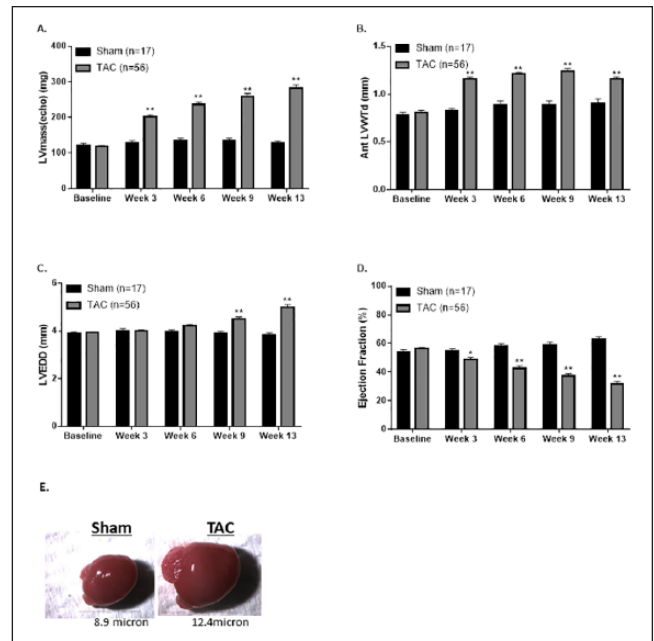 A.
Sham (n=17)
TAC (n=56)
LVmass(echo) (mg)
400
300
200
100
0
**
**
**
**
Baseline Week 3 Week 6 Week 9 Week 13
B.
Sham (n=17)
TAC (n=56)
Ant LVWTd (mm)
1.5
1.0
0.5
0.0
**
**
**
**
Baseline Week 3 Week 6 Week 9 Week 13
C.
Sham (n=17)
TAC (n=56)
LVEDD (mm)
6
4
2
0
**
**
Baseline Week 3 Week 6 Week 9 Week 13
D.
Sham (n=17)
TAC (n=56)
Ejection Fraction (%)
100
80
60
40
20
0
*
**
**
**
Baseline Week 3 Week 6 Week 9 Week 13
E.
Sham TAC
8.9 micron 12.4micron